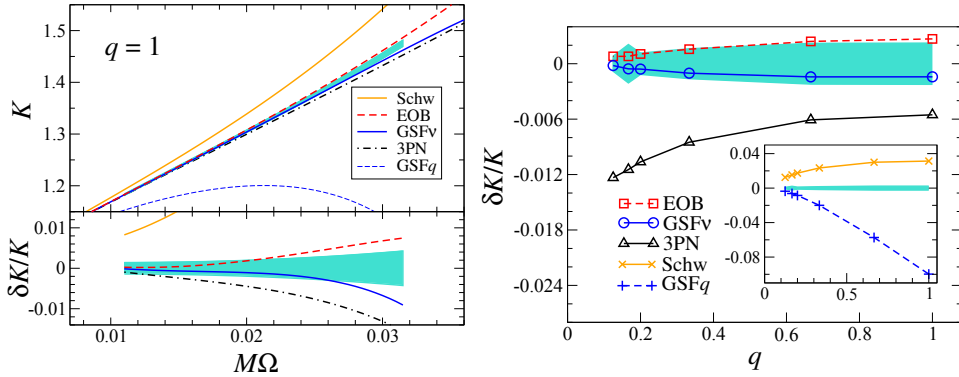 1.5
1.4
1.3
1.2
K
q = 1
Schw
EOB
GSFν
3PN
GSFq
0.01
0
-0.01
δK/K
0.01
0.02
0.03
MΩ
0
-0.006
-0.012
-0.018
-0.024
δK/K
EOB
GSFν
3PN
Schw
GSFq
0.04
0
-0.04
-0.08
0
0.5
1
0
0.2
0.4
0.6
0.8
1
q